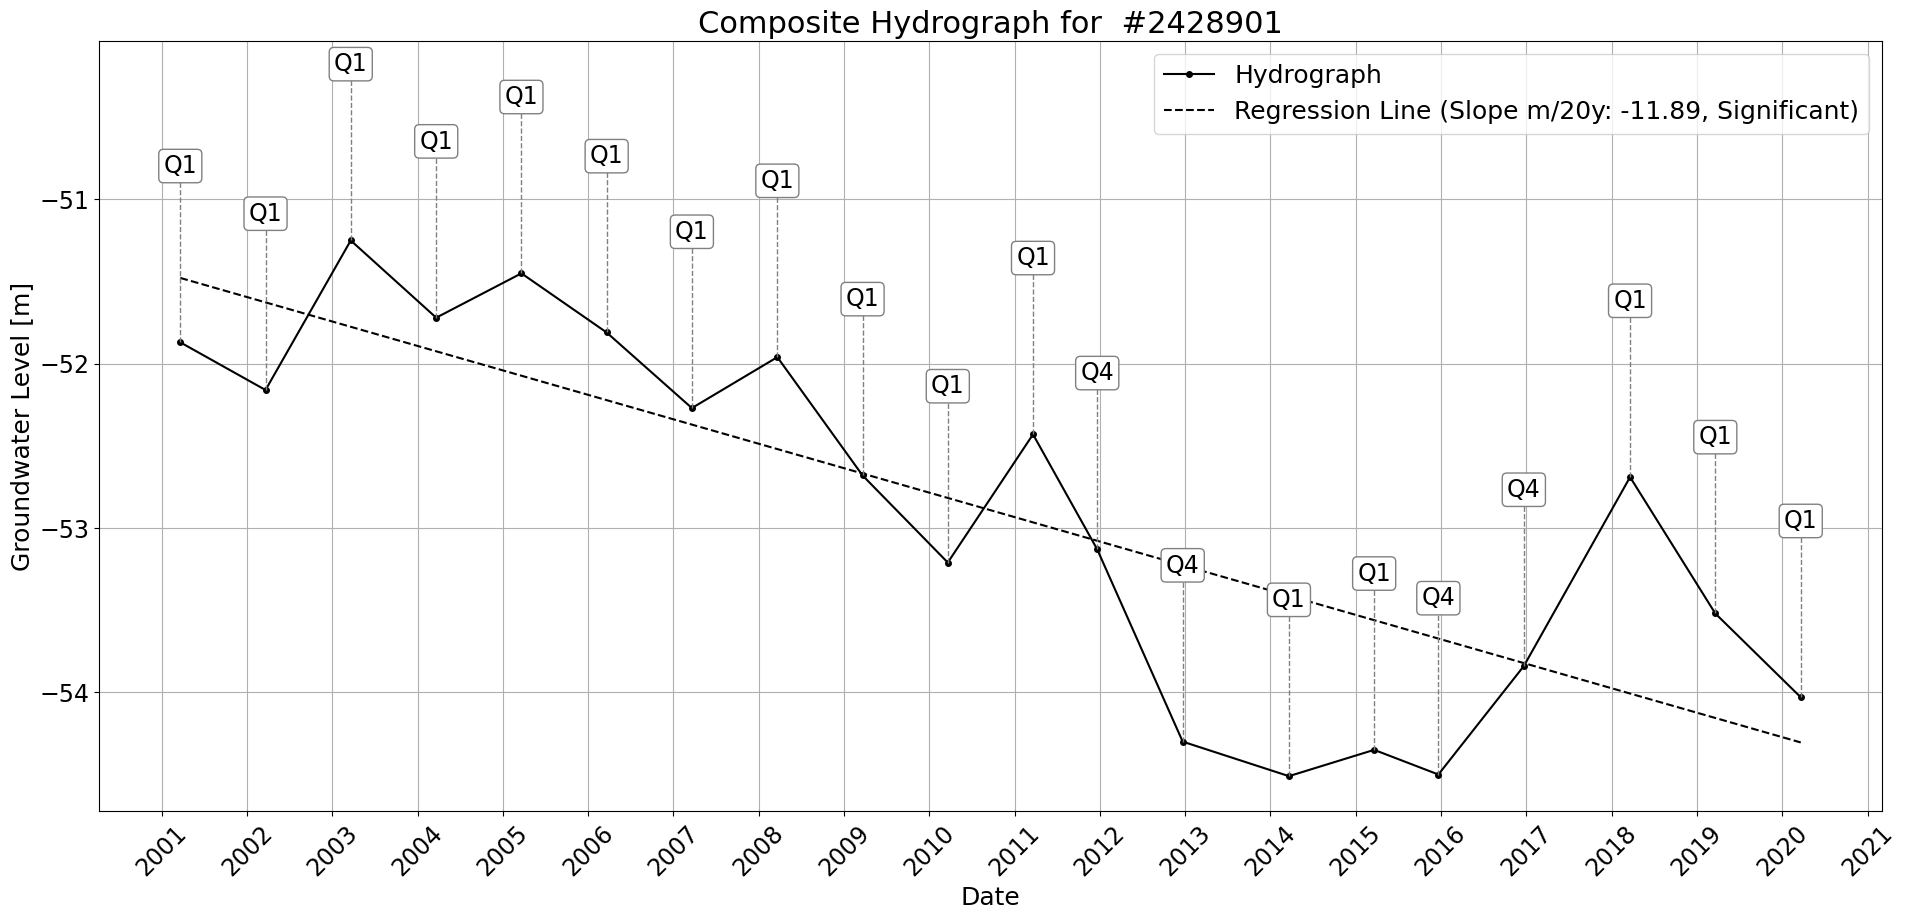 Composite Hydrograph for  #2428901
Hydrograph
Regression Line (Slope m/20y: -11.89, Significant)
Q1
Q1
Q1
Q1
Q1
Q1
Q1
Q1
Q1
Q1
Q1
Q4
Q4
Q1
Q1
Q4
Q4
Q1
Q1
Q1
Groundwater Level [m]
−51
−52
−53
−54
2001 2002 2003 2004 2005 2006 2007 2008 2009 2010 2011 2012 2013 2014 2015 2016 2017 2018 2019 2020 2021
Date